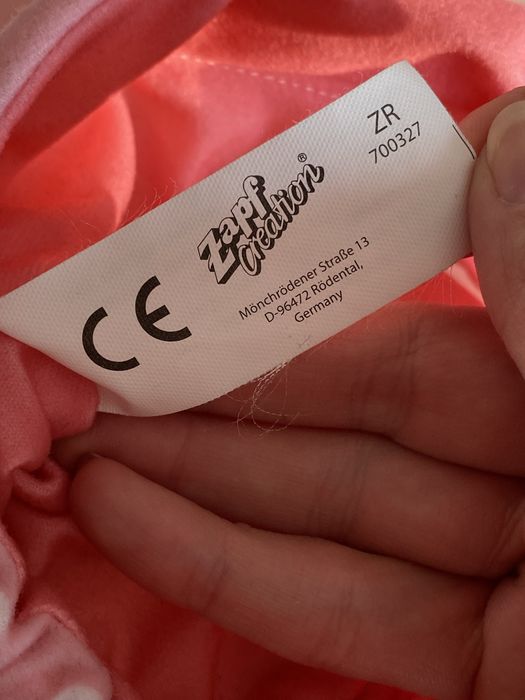 ZR
700327
Zapf
Creation®
Mönchrödener Straße 13
D-96472 Rödental,
Germany
CE